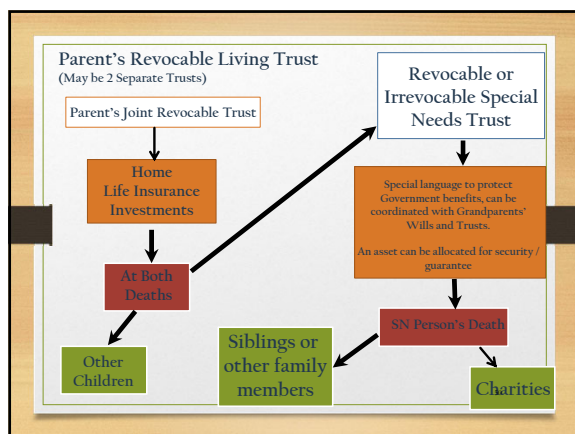 Parent's Revocable Living Trust
(May be 2 Separate Trusts)
Parent's Joint Revocable Trust
Home
Life Insurance
Investments
At Both
Deaths
Other
Children
Revocable or
Irrevocable Special
Needs Trust
Special language to protect
Government benefits, can be
coordinated with Grandparents'
Wills and Trusts.
An asset can be allocated for security /
guarantee
SN Person's Death
Siblings or
other family
members
Charities